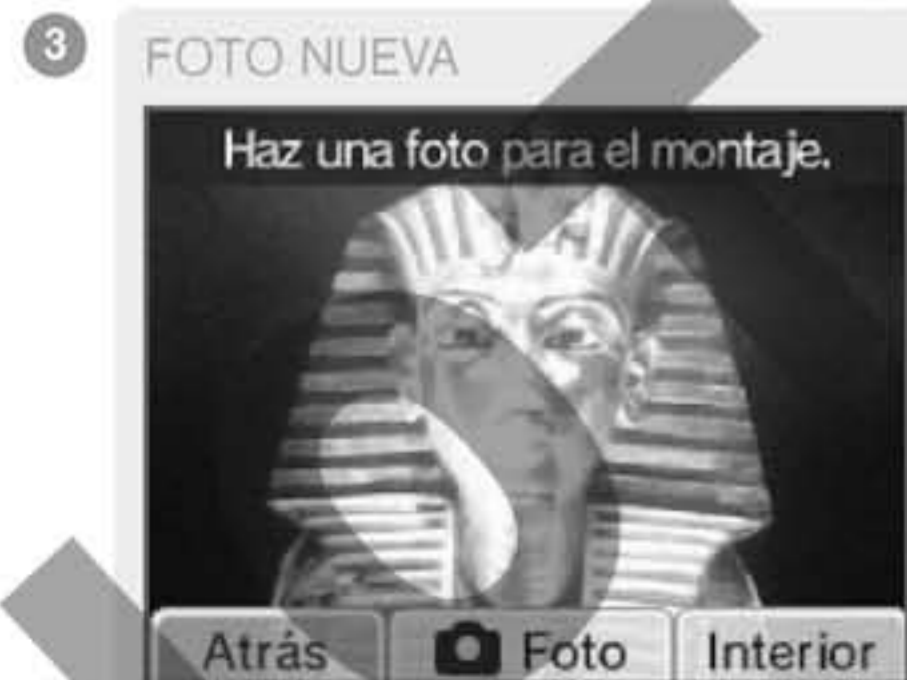 3
FOTO NUEVA
Haz una foto para el montaje.
Atrás
Foto
Interior